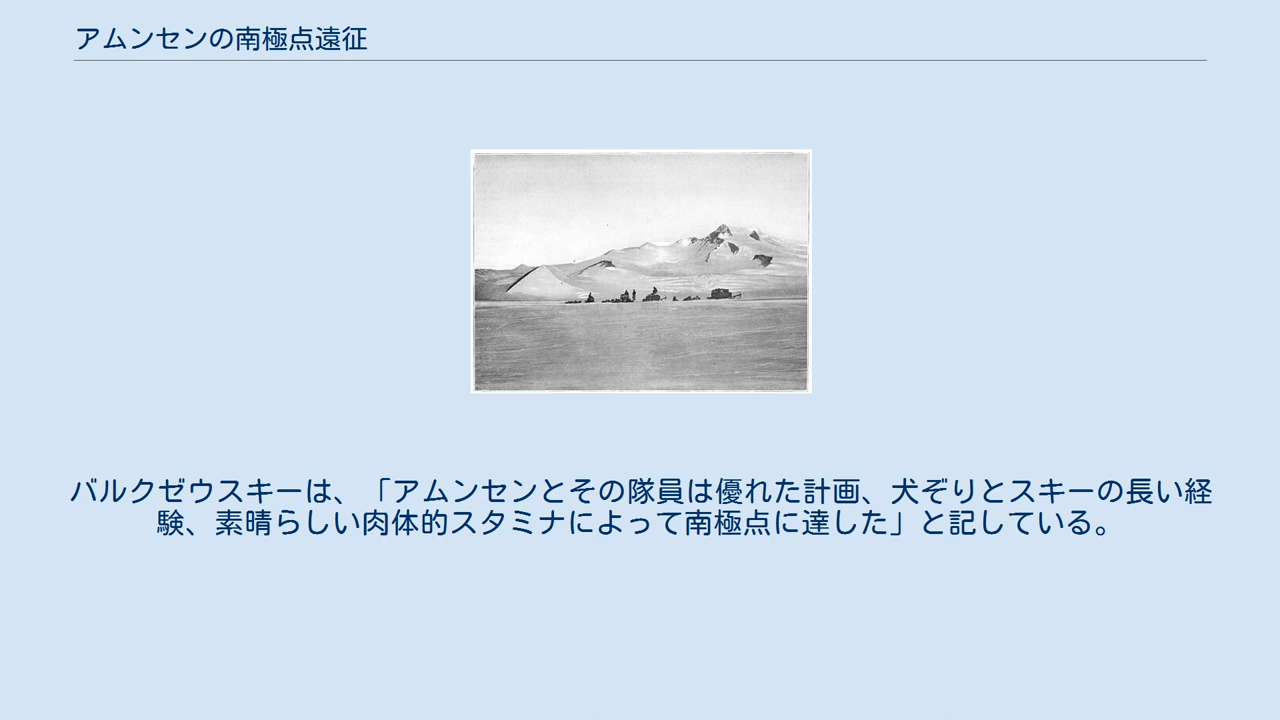 アムンセンの南極点遠征
バルクゼウスキーは、「アムンセンとその隊員は優れた計画、犬ぞりとスキーの長い経
験、素晴らしい肉体的スタミナによって南極点に達した」と記している。